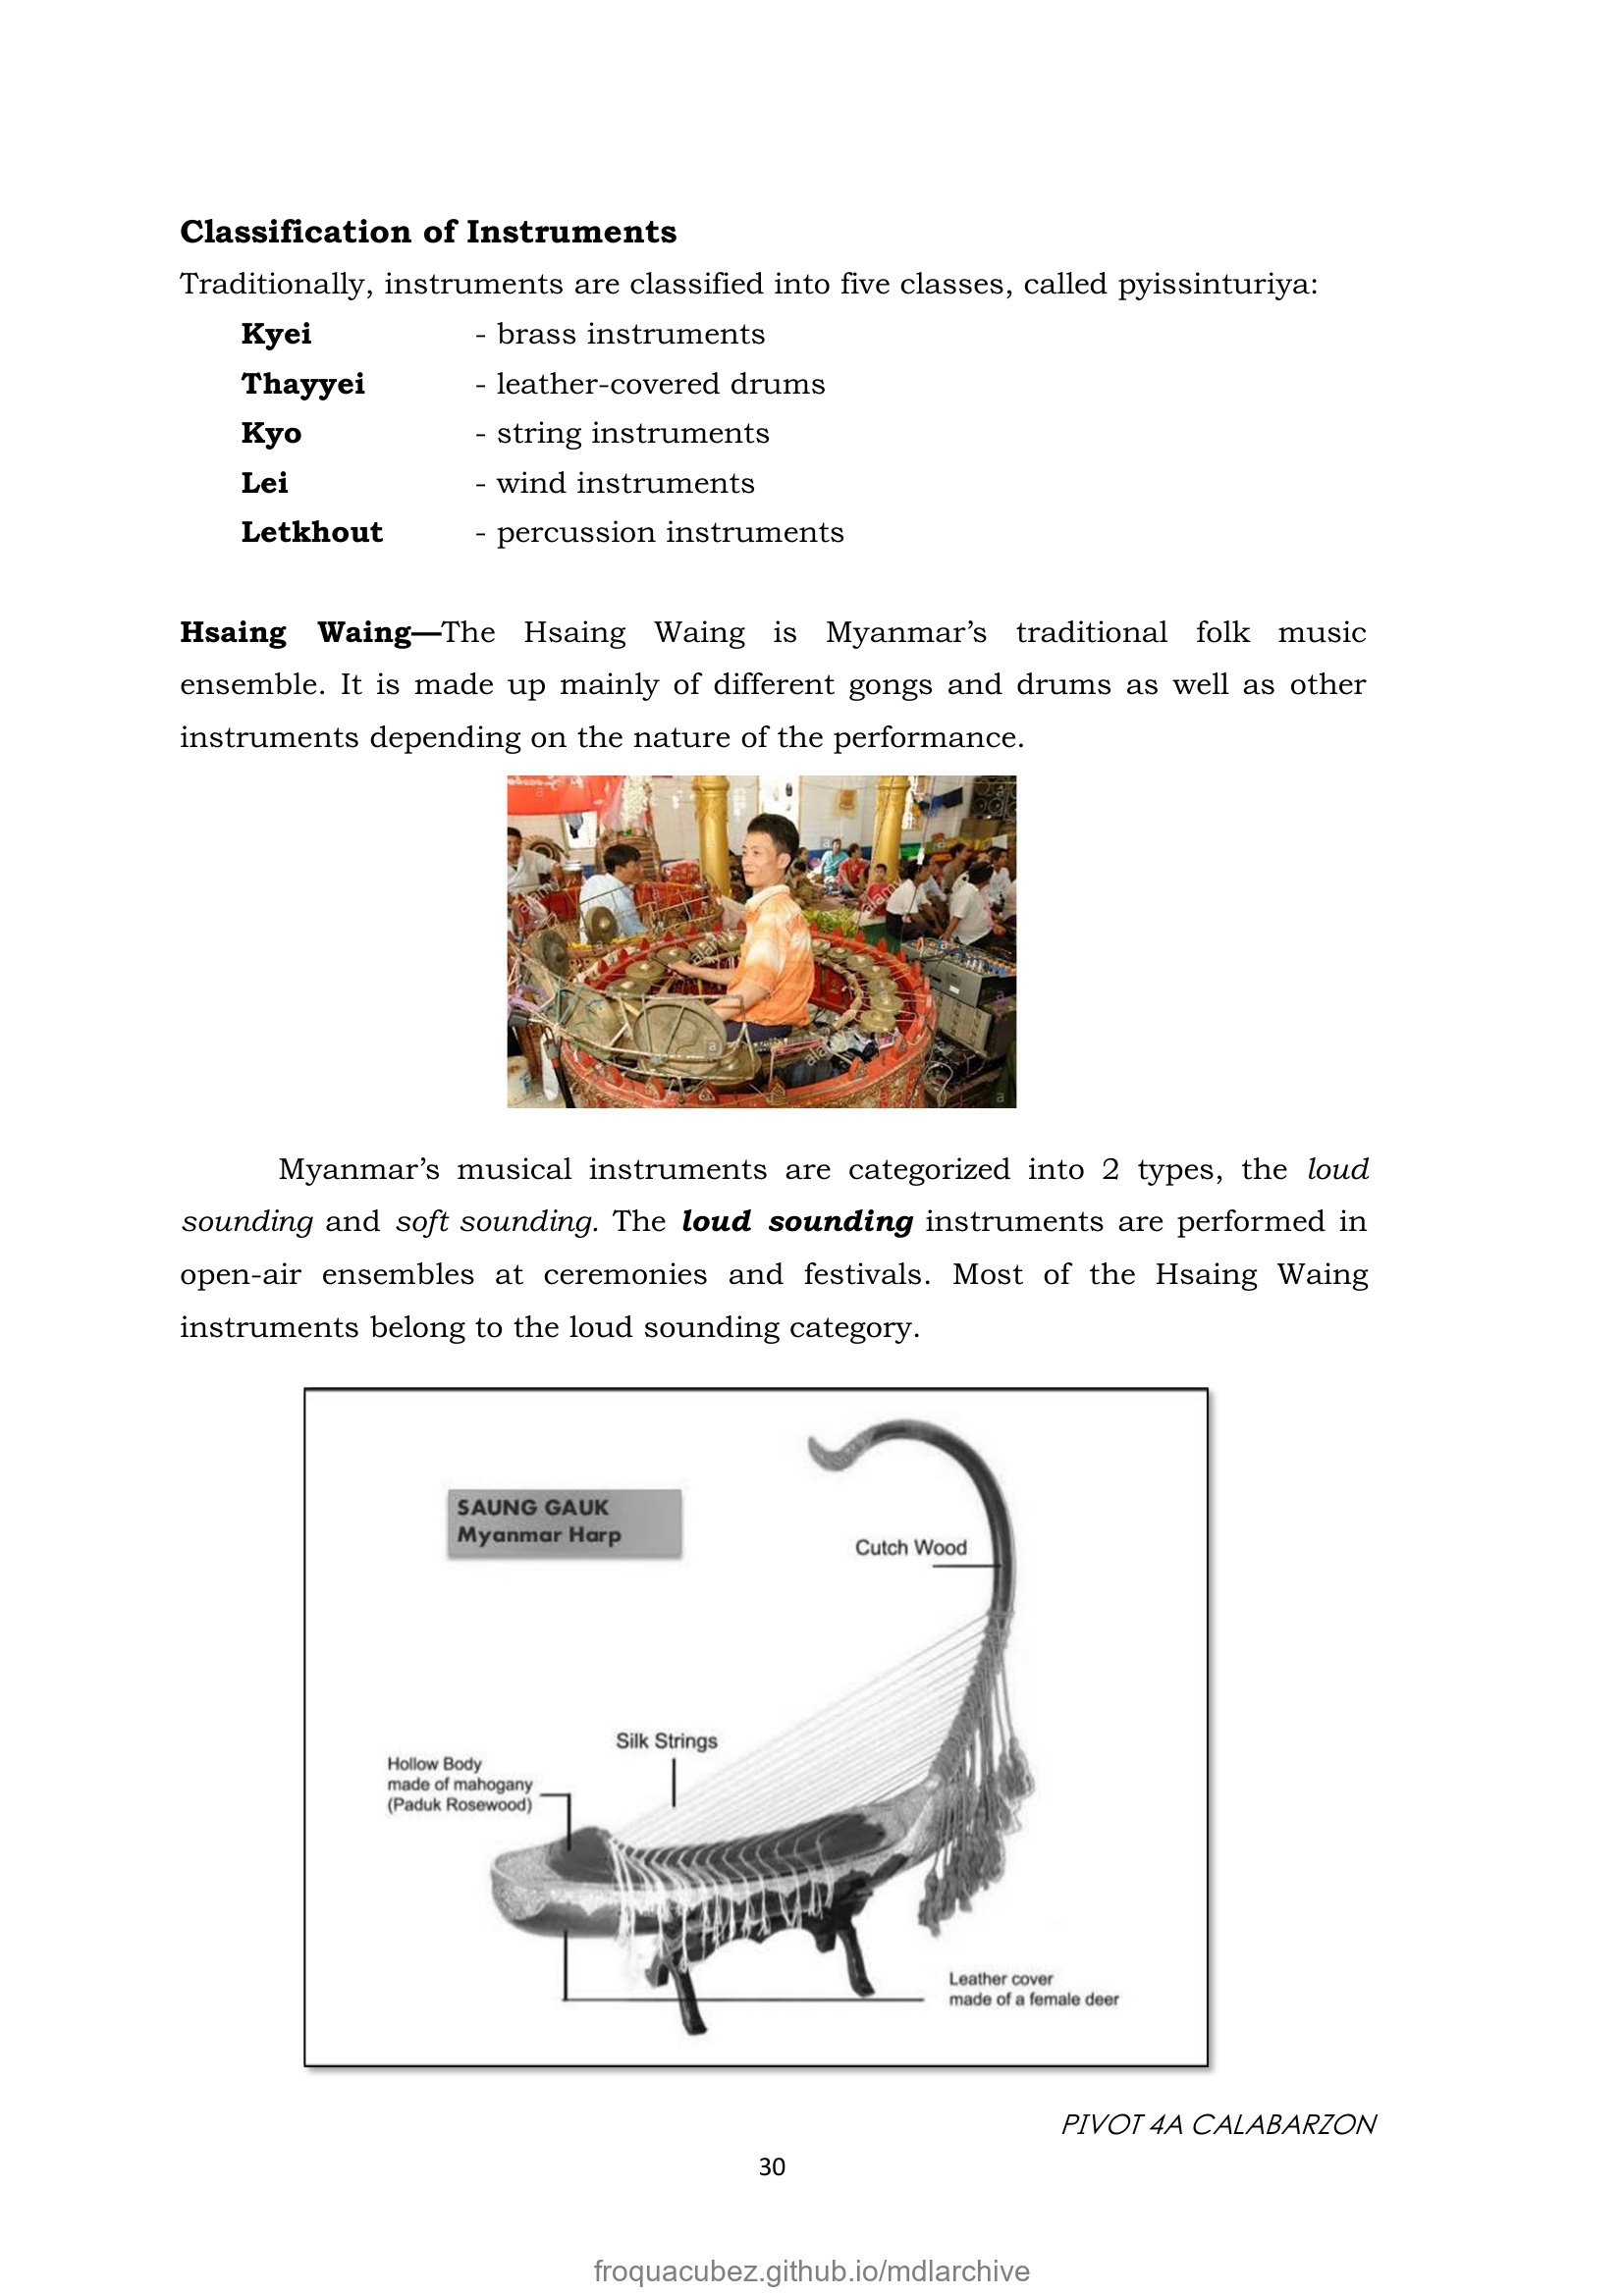 Classification of Instruments
Traditionally, instruments are classified into five classes, called pyissinturiya:
Kyei - brass instruments
Thayyei - leather-covered drums
Kyo - string instruments
Lei - wind instruments
Letkhout - percussion instruments
Hsaing Waing—The Hsaing Waing is Myanmar’s traditional folk music
ensemble. It is made up mainly of different gongs and drums as well as other
instruments depending on the nature of the performance.
alamy
alamy
alamy
alamy
a
a
a
a
a
Myanmar’s musical instruments are categorized into 2 types, the loud
sounding and soft sounding. The loud sounding instruments are performed in
open-air ensembles at ceremonies and festivals. Most of the Hsaing Waing
instruments belong to the loud sounding category.
SAUNG GAUK
Myanmar Harp
Cutch Wood
Silk Strings
Hollow Body
made of mahogany
(Paduk Rosewood)
Leather cover
made of a female deer
PIVOT 4A CALABARZON
30
froquacubez.github.io/mdlarchive